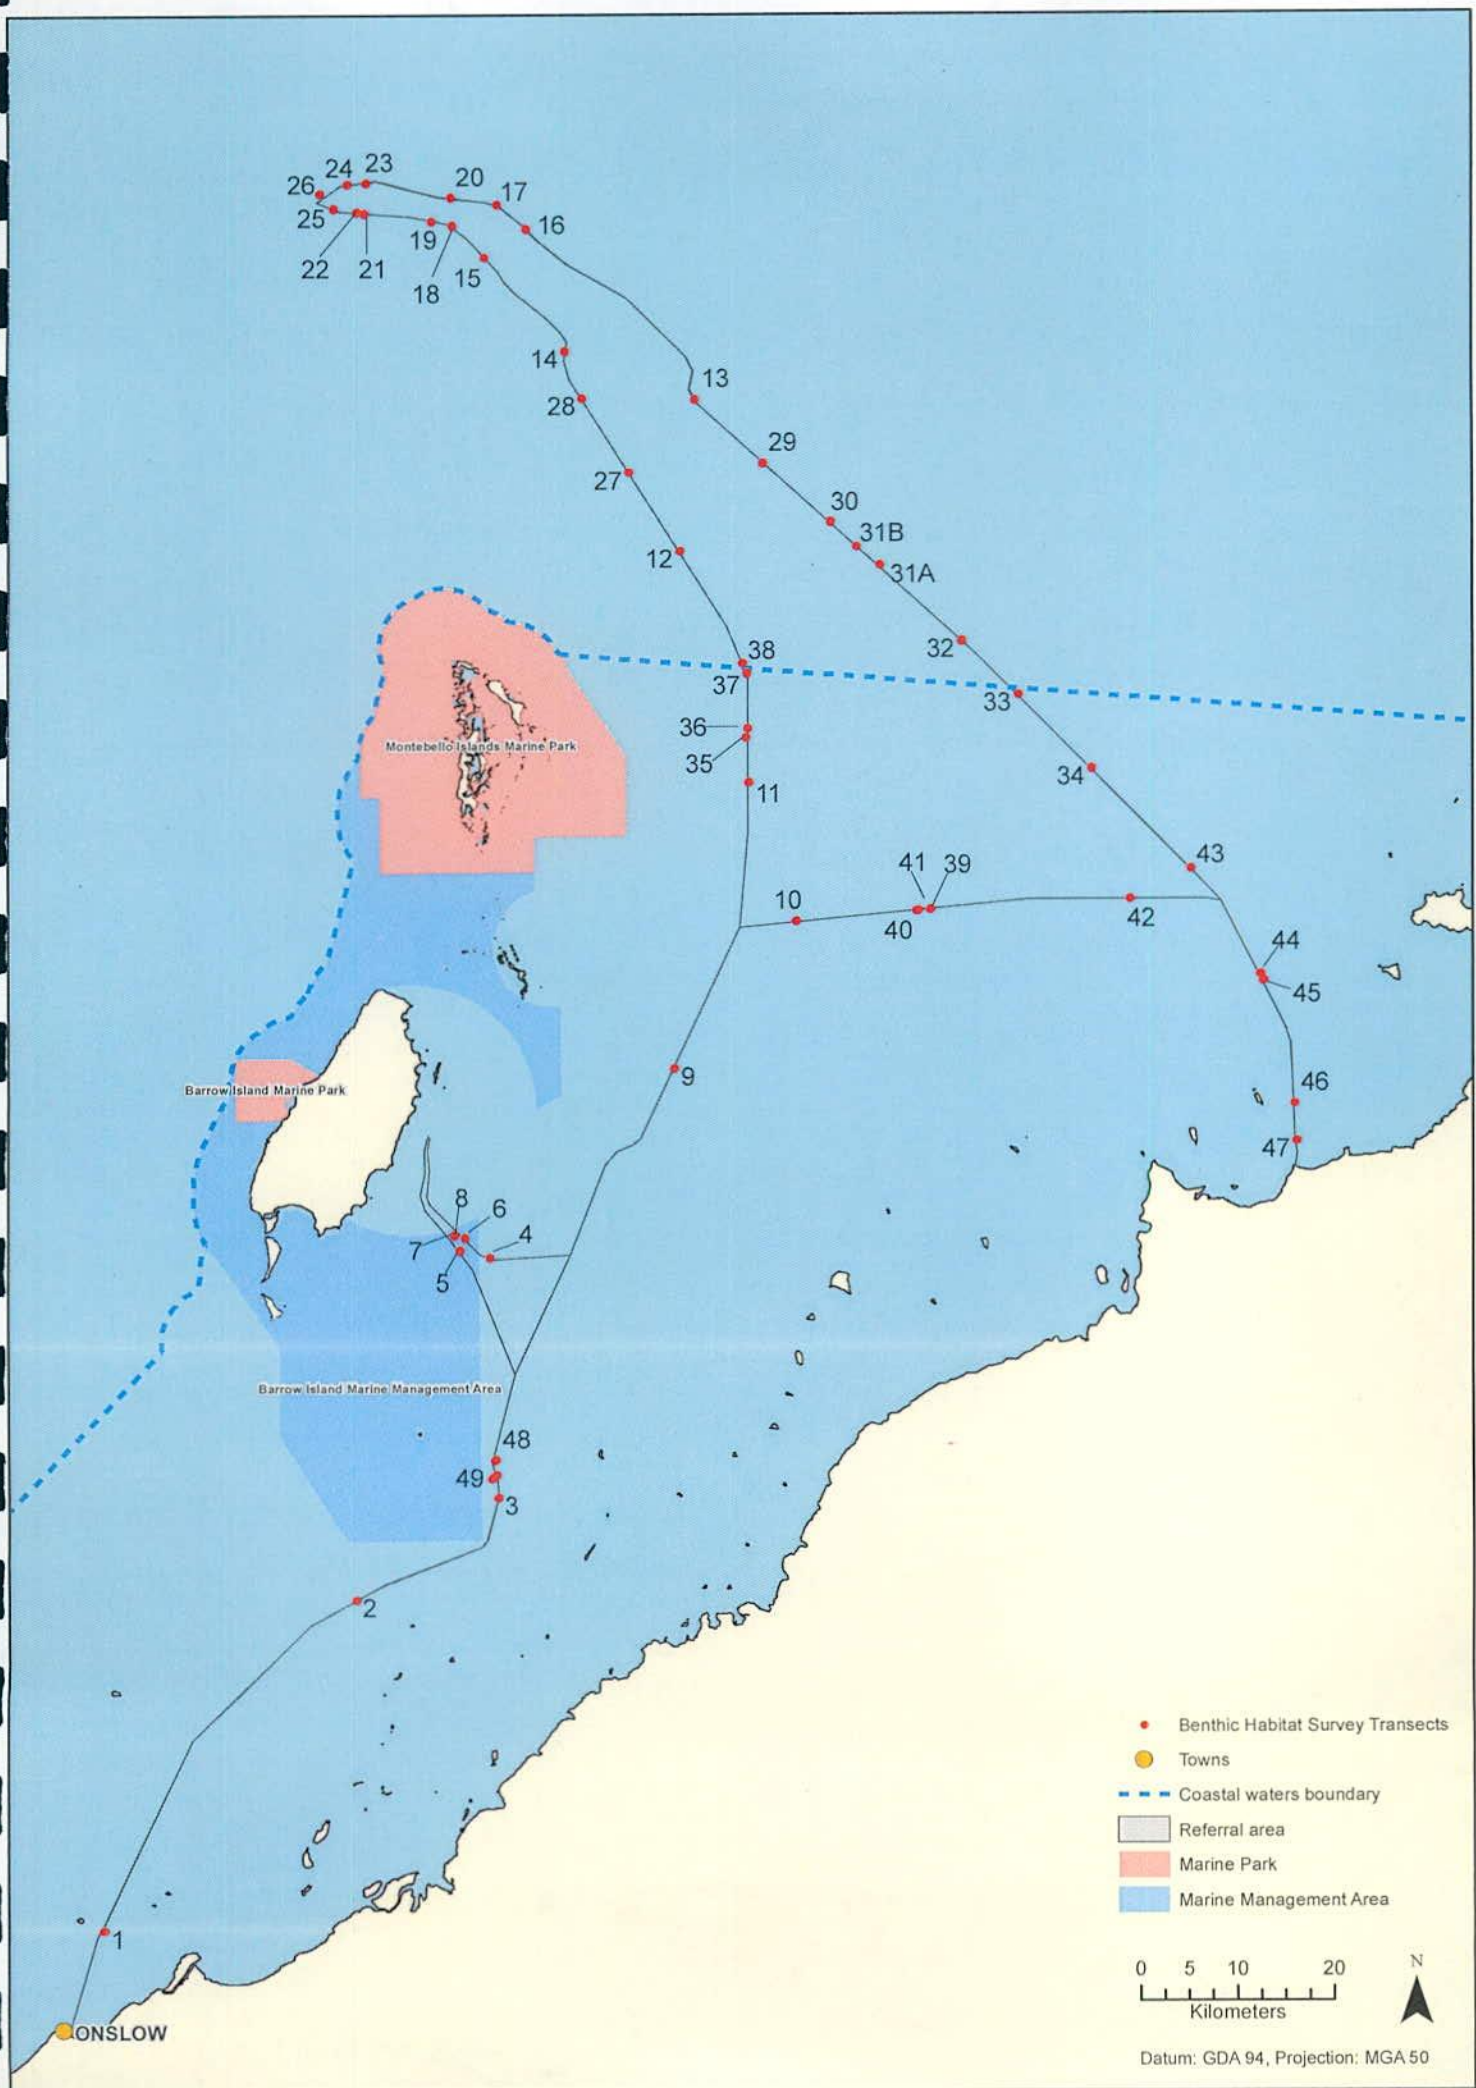 24 23
26
20
17
25
16
19
22
21
15
18
14
13
28
29
27
30
31B
12
31A
38
32
37
33
36
Montebello Islands Marine Park
35
34
11
43
41 39
10
40
42
44
45
9
Barrow Island Marine Park
46
47
8
6
4
7
5
Barrow Island Marine Management Area
48
49
3
2
Benthic Habitat Survey Transects
Towns
Coastal waters boundary
Referral area
Marine Park
Marine Management Area
1
0 5 10 20
N
Kilometers
ONSLOW
Datum: GDA 94, Projection: MGA 50